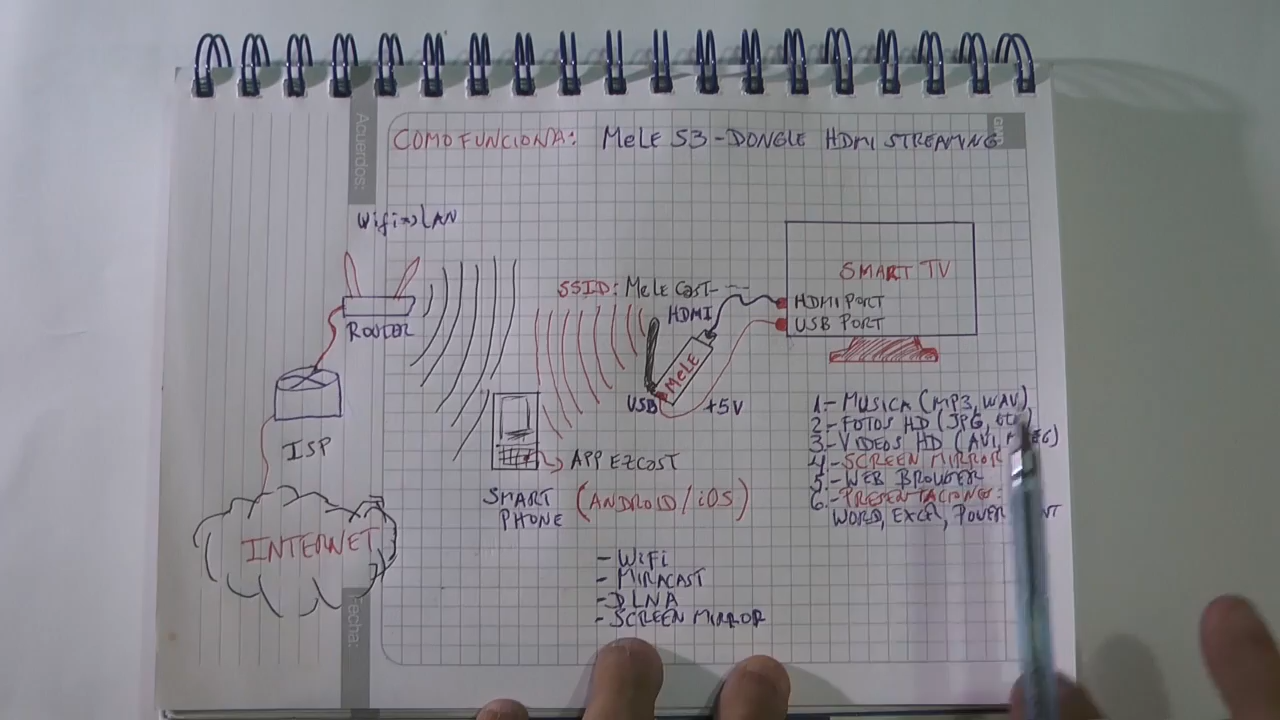 COMO FUNCIONA: MeLE S3-DONGLE HDMI STREAMING
Acuerdos:
Wifi=>LAN
ROUTER
ISP
INTERNET
SSID: MeleCast---
HDMI
MeLE
USB
+5V
SMART TV
HDMI PORT
USB PORT
APP EZCAST
SMART PHONE (ANDROID/iOS)
1.- MUSICA (MP3, WAV)
2.- FOTOS HD (JPG,
3.- VIDEOS HD (AVI,
4.- SCREEN MIRROR
5.- WEB BROWSER
6.- PRESENTACIONES:
WORD, EXCEL,
- WIFI
- MIRACAST
- DLNA
- SCREEN MIRROR
Fecha: